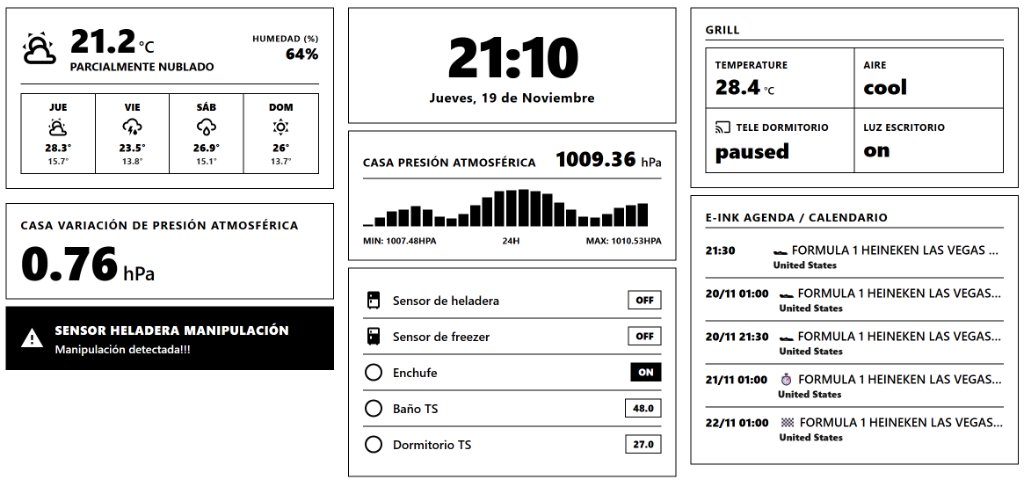 21.2 °C
PARCIALMENTE NUBLADO
HUMEDAD (%)
64%
JUE VIE SÁB DOM
28.3° 23.5° 26.9° 26°
15.7° 13.8° 15.1° 13.7°
CASA VARIACIÓN DE PRESIÓN ATMOSFÉRICA
0.76 hPa
SENSOR HELADERA MANIPULACIÓN
Manipulación detectada!!!
21:10
Jueves, 19 de Noviembre
CASA PRESIÓN ATMOSFÉRICA 1009.36 hPa
MIN: 1007.48HPA 24H MAX: 1010.53HPA
Sensor de heladera OFF
Sensor de freezer OFF
Enchufe ON
Baño TS 48.0
Dormitorio TS 27.0
GRILL
TEMPERATURE
28.4 °C
AIRE
cool
TELE DORMITORIO
paused
LUZ ESCRITORIO
on
E-INK AGENDA / CALENDARIO
21:30 FORMULA 1 HEINEKEN LAS VEGAS ...
United States
20/11 01:00 FORMULA 1 HEINEKEN LAS VEGAS...
United States
20/11 21:30 FORMULA 1 HEINEKEN LAS VEGAS...
United States
21/11 01:00 FORMULA 1 HEINEKEN LAS VEGAS...
United States
22/11 01:00 FORMULA 1 HEINEKEN LAS VEGAS...
United States